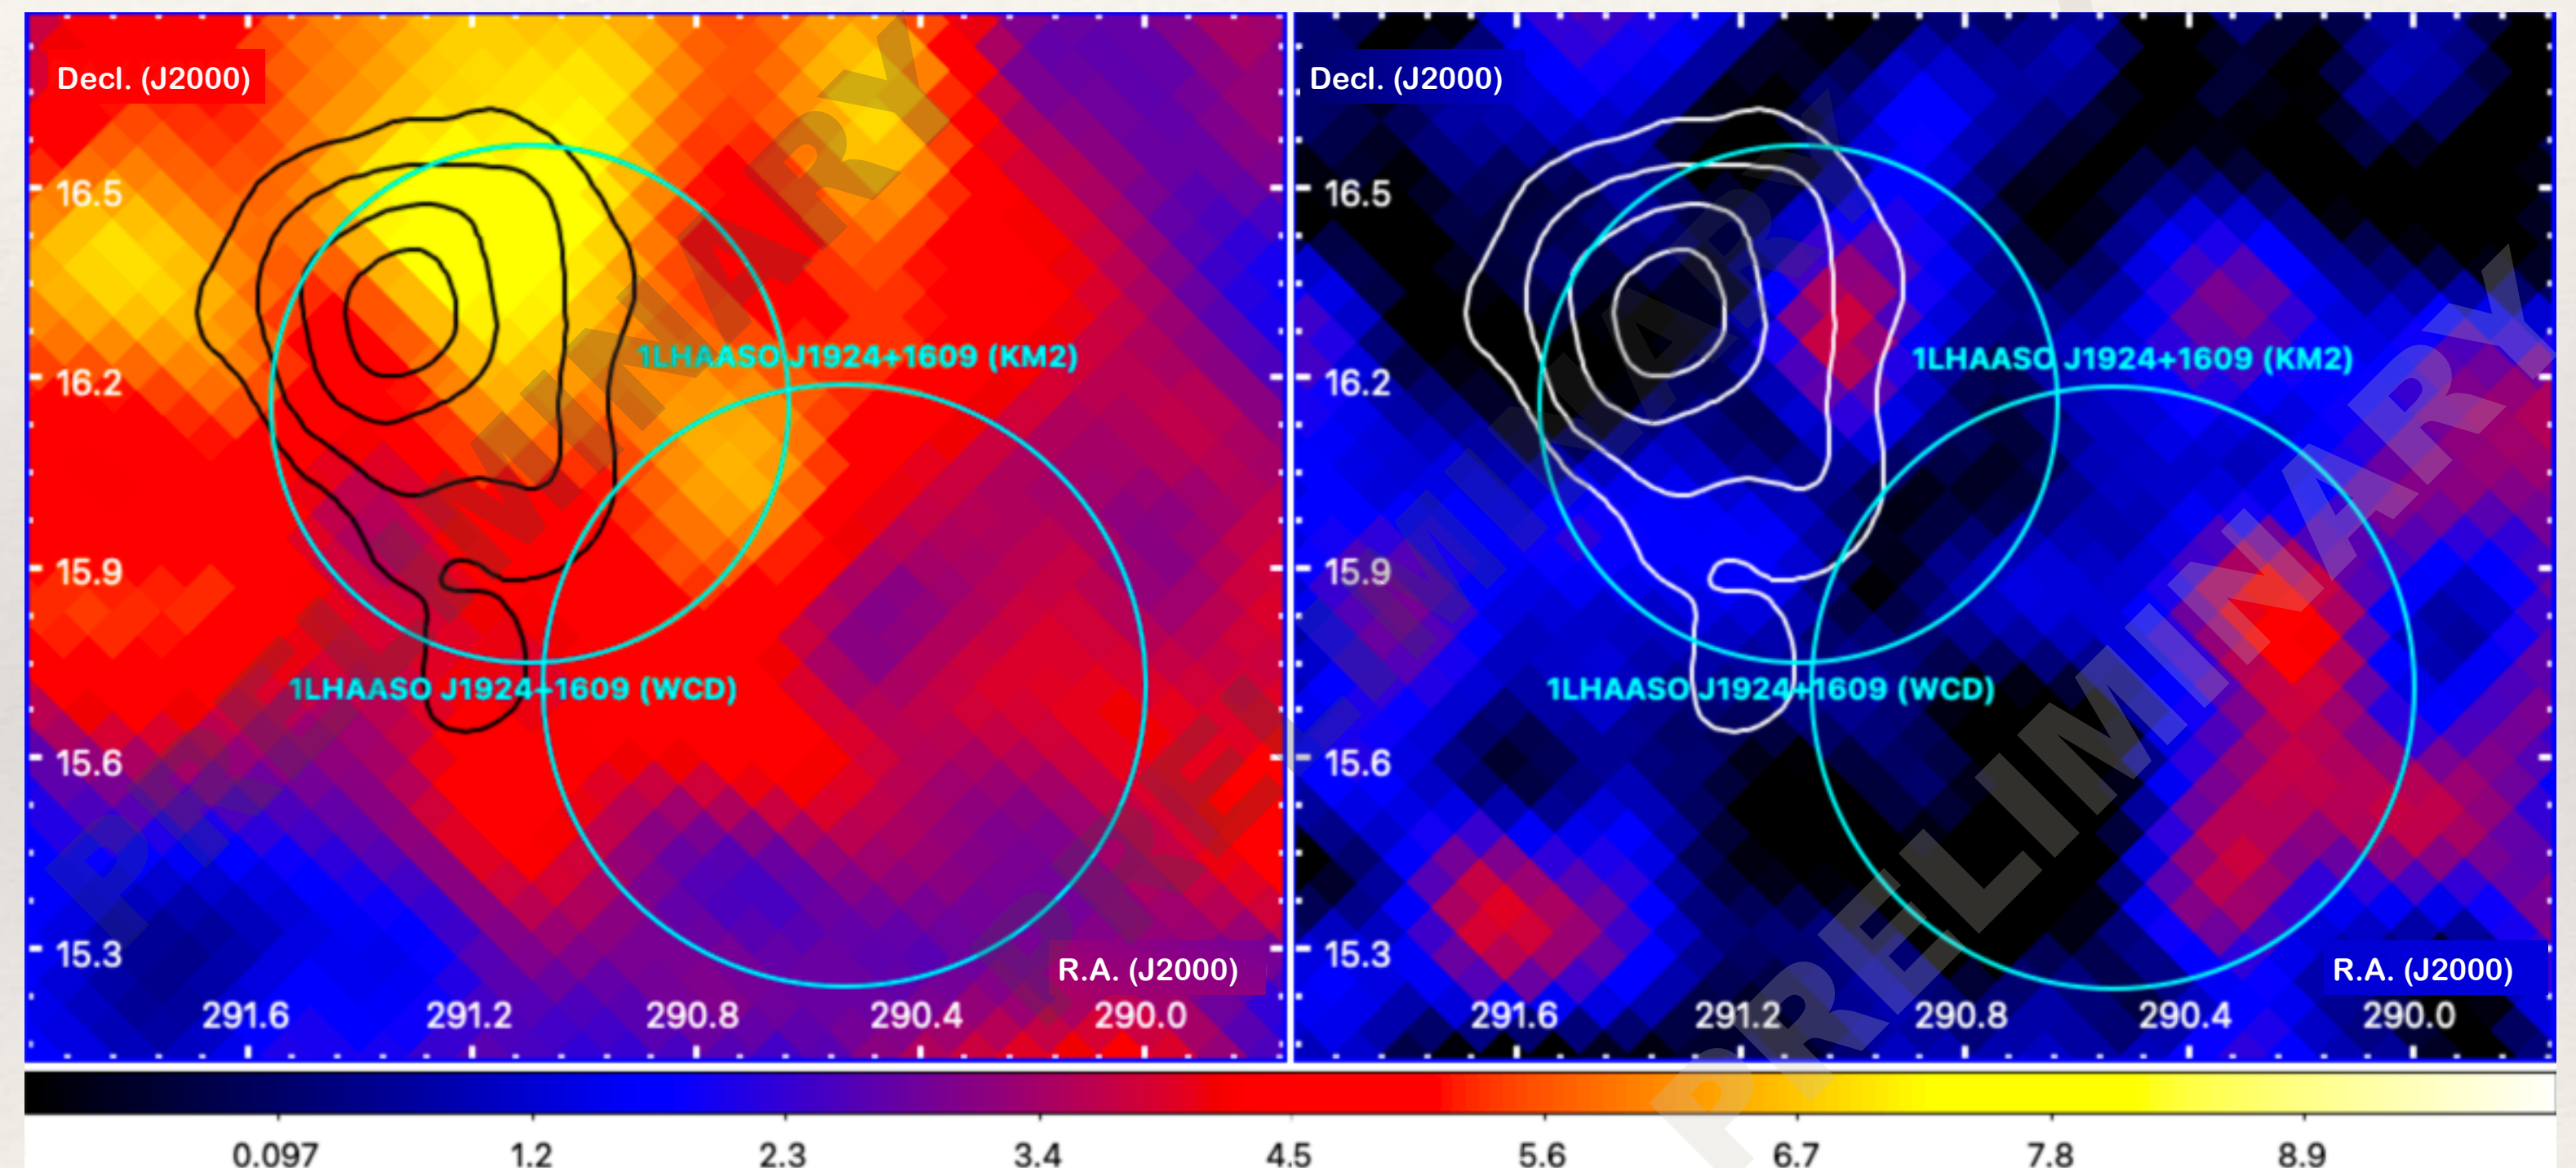 Decl. (J2000)
16.5
16.2
1LHAASO J1924+1609 (KM2)
15.9
1LHAASO J1924+1609 (WCD)
15.6
15.3
R.A. (J2000)
291.6 291.2 290.8 290.4 290.0
PRELIMINARY
Decl. (J2000)
16.5
16.2
1LHAASO J1924+1609 (KM2)
15.9
1LHAASO J1924+1609 (WCD)
15.6
15.3
R.A. (J2000)
291.6 291.2 290.8 290.4 290.0
PRELIMINARY
PRELIMINARY
0.097 1.2 2.3 3.4 4.5 5.6 6.7 7.8 8.9